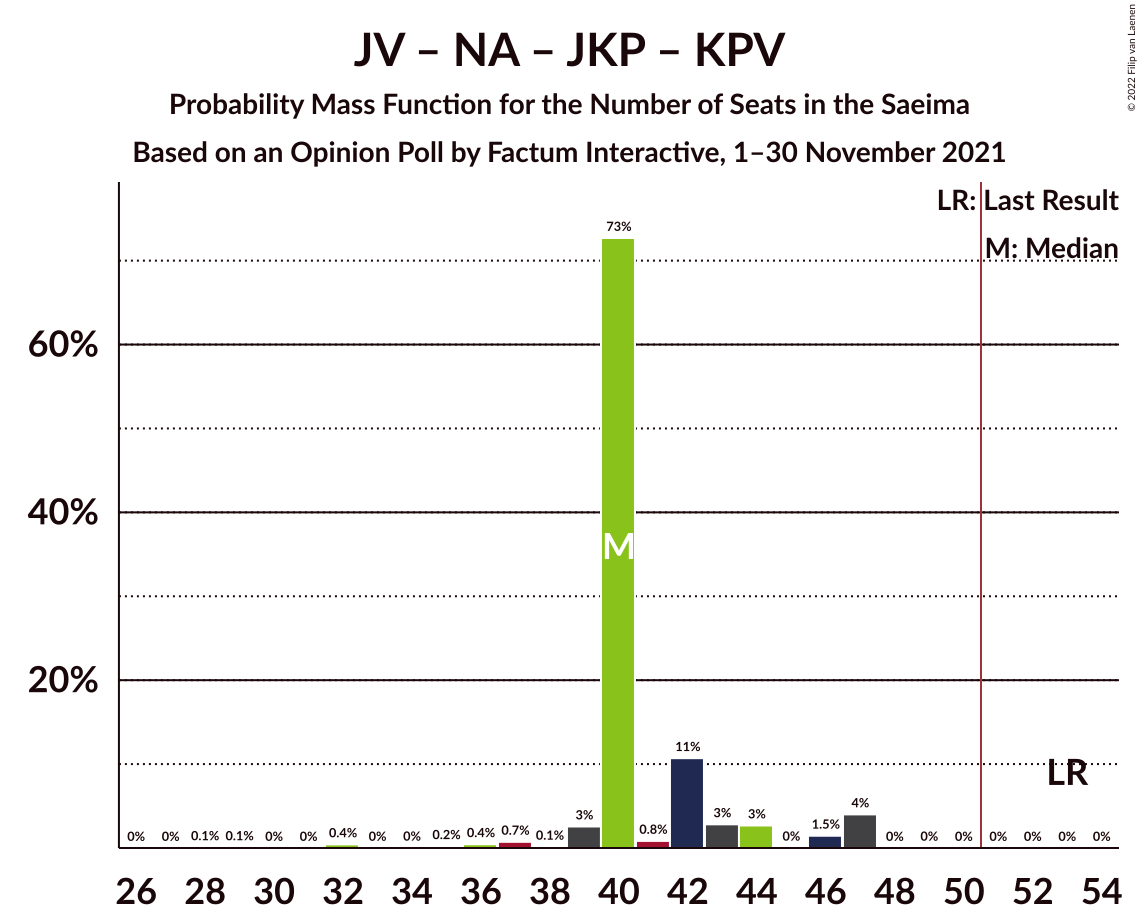 JV – NA – JKP – KPV
Probability Mass Function for the Number of Seats in the Saeima
Based on an Opinion Poll by Factum Interactive, 1–30 November 2021
© 2022 Filip van Laenen
LR: Last Result
M: Median
73%
60%
40%
M
20%
11%
LR
0% 0% 0.1% 0.1% 0% 0% 0.4% 0% 0% 0.2% 0.4% 0.7% 0.1% 3% 0.8% 3% 3% 0% 1.5% 4% 0% 0% 0% 0% 0% 0% 0%
26 28 30 32 34 36 38 40 42 44 46 48 50 52 54